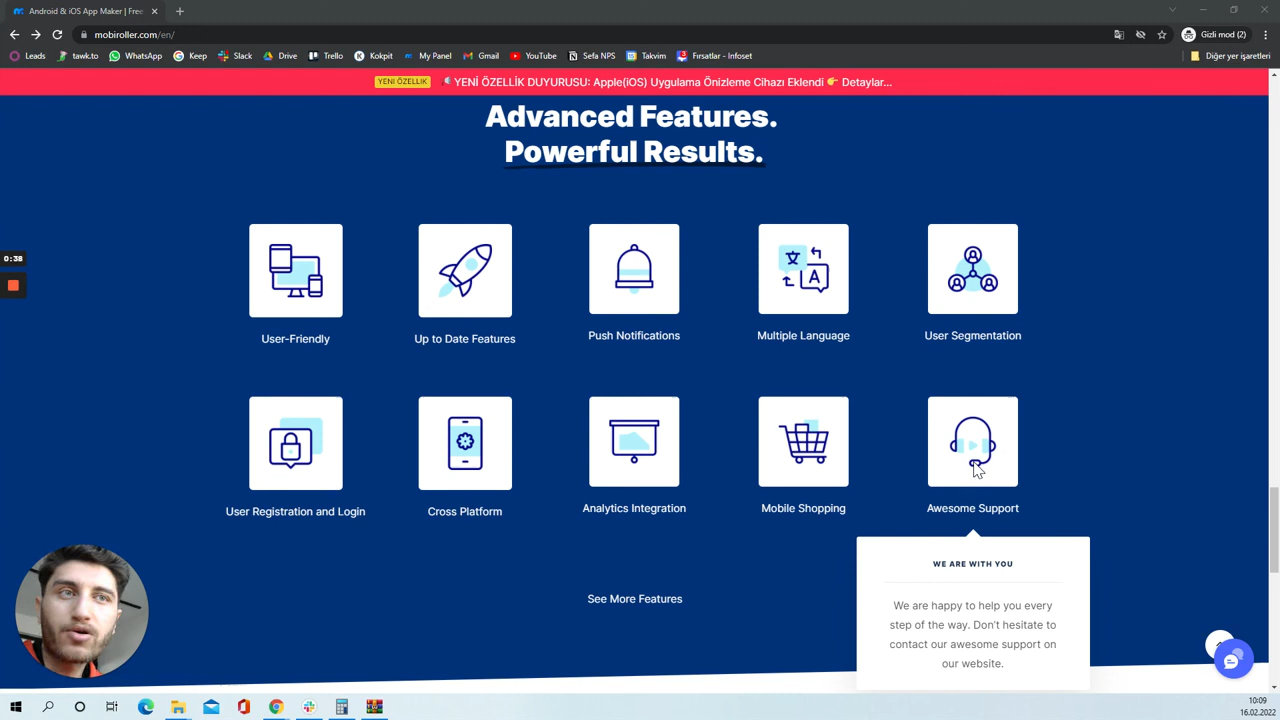 Android & iOS App Maker | Free
mobiroller.com/en/
Gizli mod (2)
Leads
tawk.to
WhatsApp
Keep
Slack
Drive
Trello
Kokpit
My Panel
Gmail
YouTube
Sefa NPS
Takvim
Fırsatlar - Infoset
Diğer yer işaretleri
YENİ ÖZELLİK
YENİ ÖZELLİK DUYURUSU: Apple(iOS) Uygulama Önizleme Cihazı Eklendi 👉 Detaylar...
Advanced Features.
Powerful Results.
0:38
文
A
User-Friendly
Up to Date Features
Push Notifications
Multiple Language
User Segmentation
User Registration and Login
Cross Platform
Analytics Integration
Mobile Shopping
Awesome Support
WE ARE WITH YOU
We are happy to help you every
step of the way. Don't hesitate to
contact our awesome support on
our website.
See More Features
10:09
16.02.2022